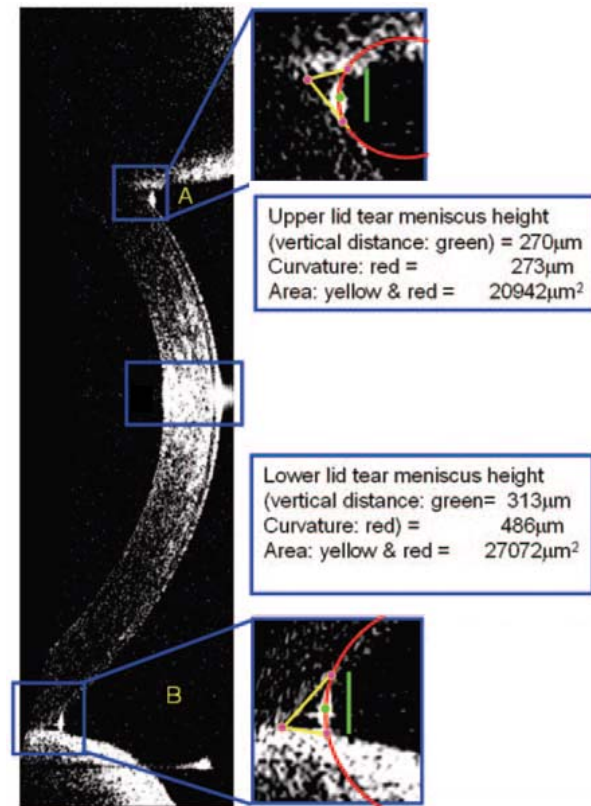 A
Upper lid tear meniscus height
(vertical distance: green) = 270μm
Curvature: red = 273μm
Area: yellow & red = 20942μm²
Lower lid tear meniscus height
(vertical distance: green= 313μm
Curvature: red) = 486μm
Area: yellow & red = 27072μm²
B